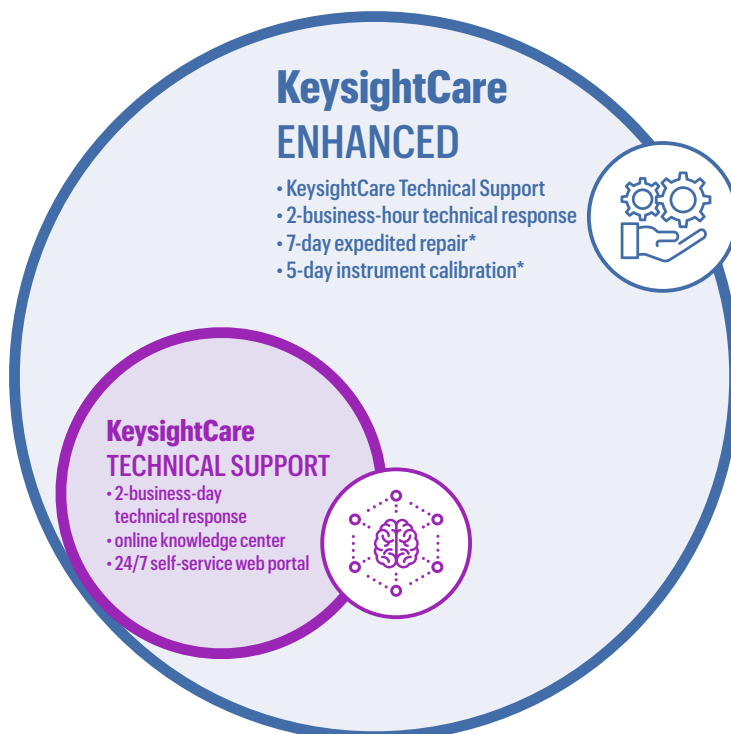 KeysightCare
ENHANCED
• KeysightCare Technical Support
• 2-business-hour technical response
• 7-day expedited repair*
• 5-day instrument calibration*
KeysightCare
TECHNICAL SUPPORT
• 2-business-day
technical response
• online knowledge center
• 24/7 self-service web portal